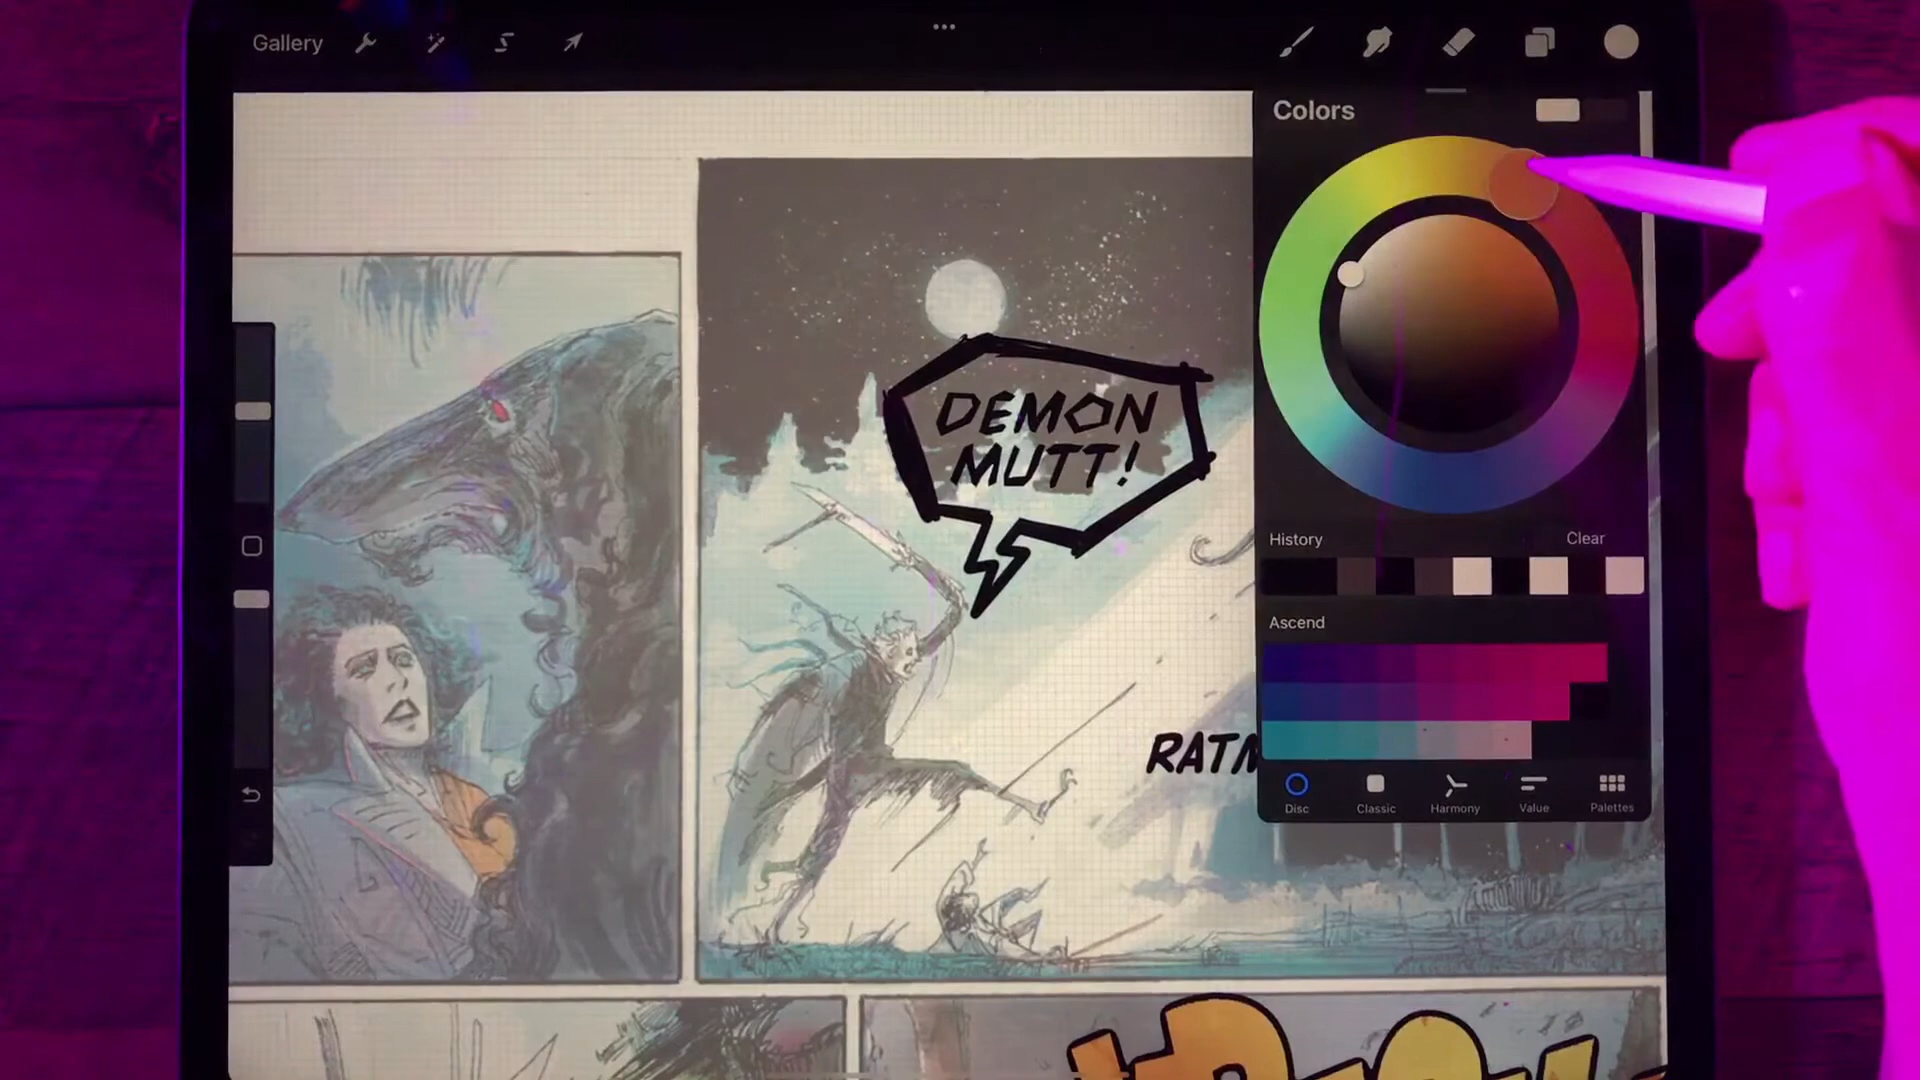 Gallery
Colors
DEMON
MUTT!
History
Clear
Ascend
Disc
Classic
Harmony
Value
Palettes